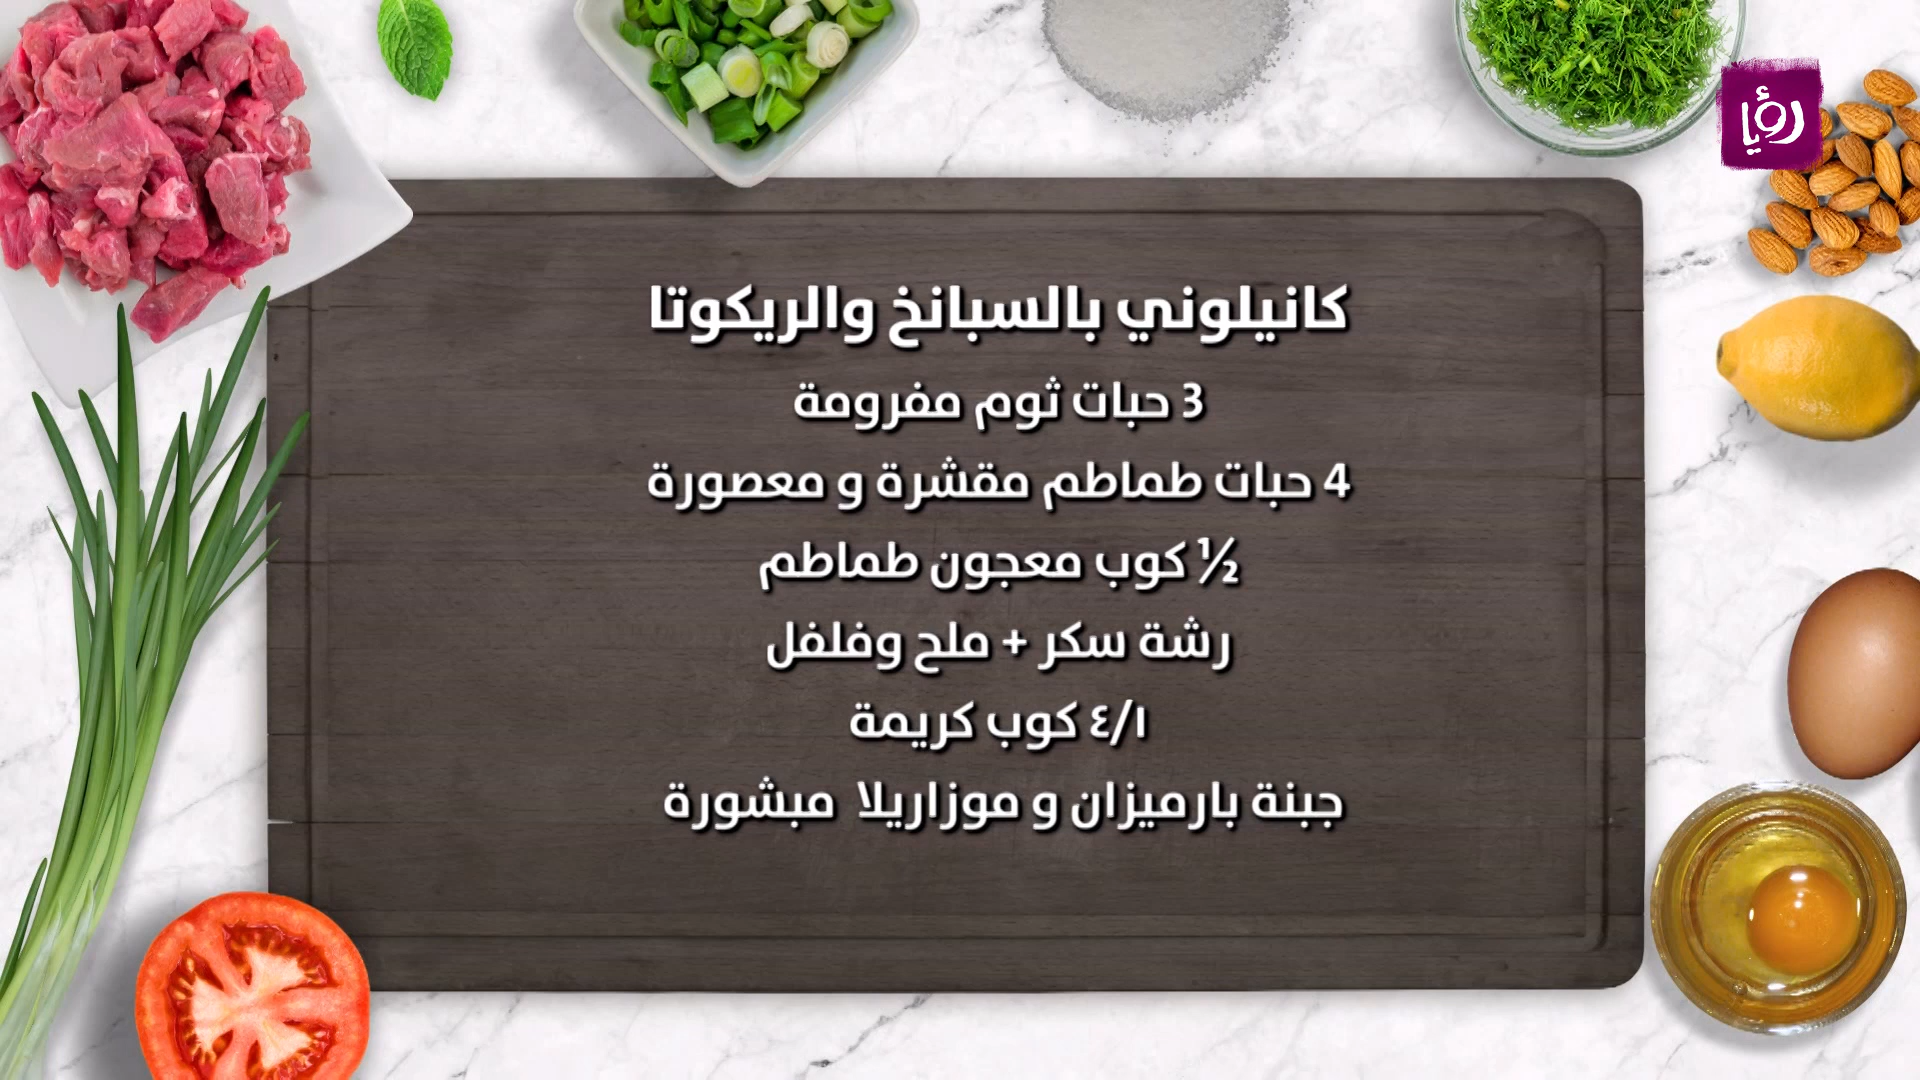 رؤيا
كانيلوني بالسبانخ والريكوتا
3 حبات ثوم مفرومة
4 حبات طماطم مقشرة و معصورة
½ كوب معجون طماطم
رشة سكر + ملح وفلفل
٤/١ كوب كريمة
جبنة بارميزان و موزاريلا مبشورة